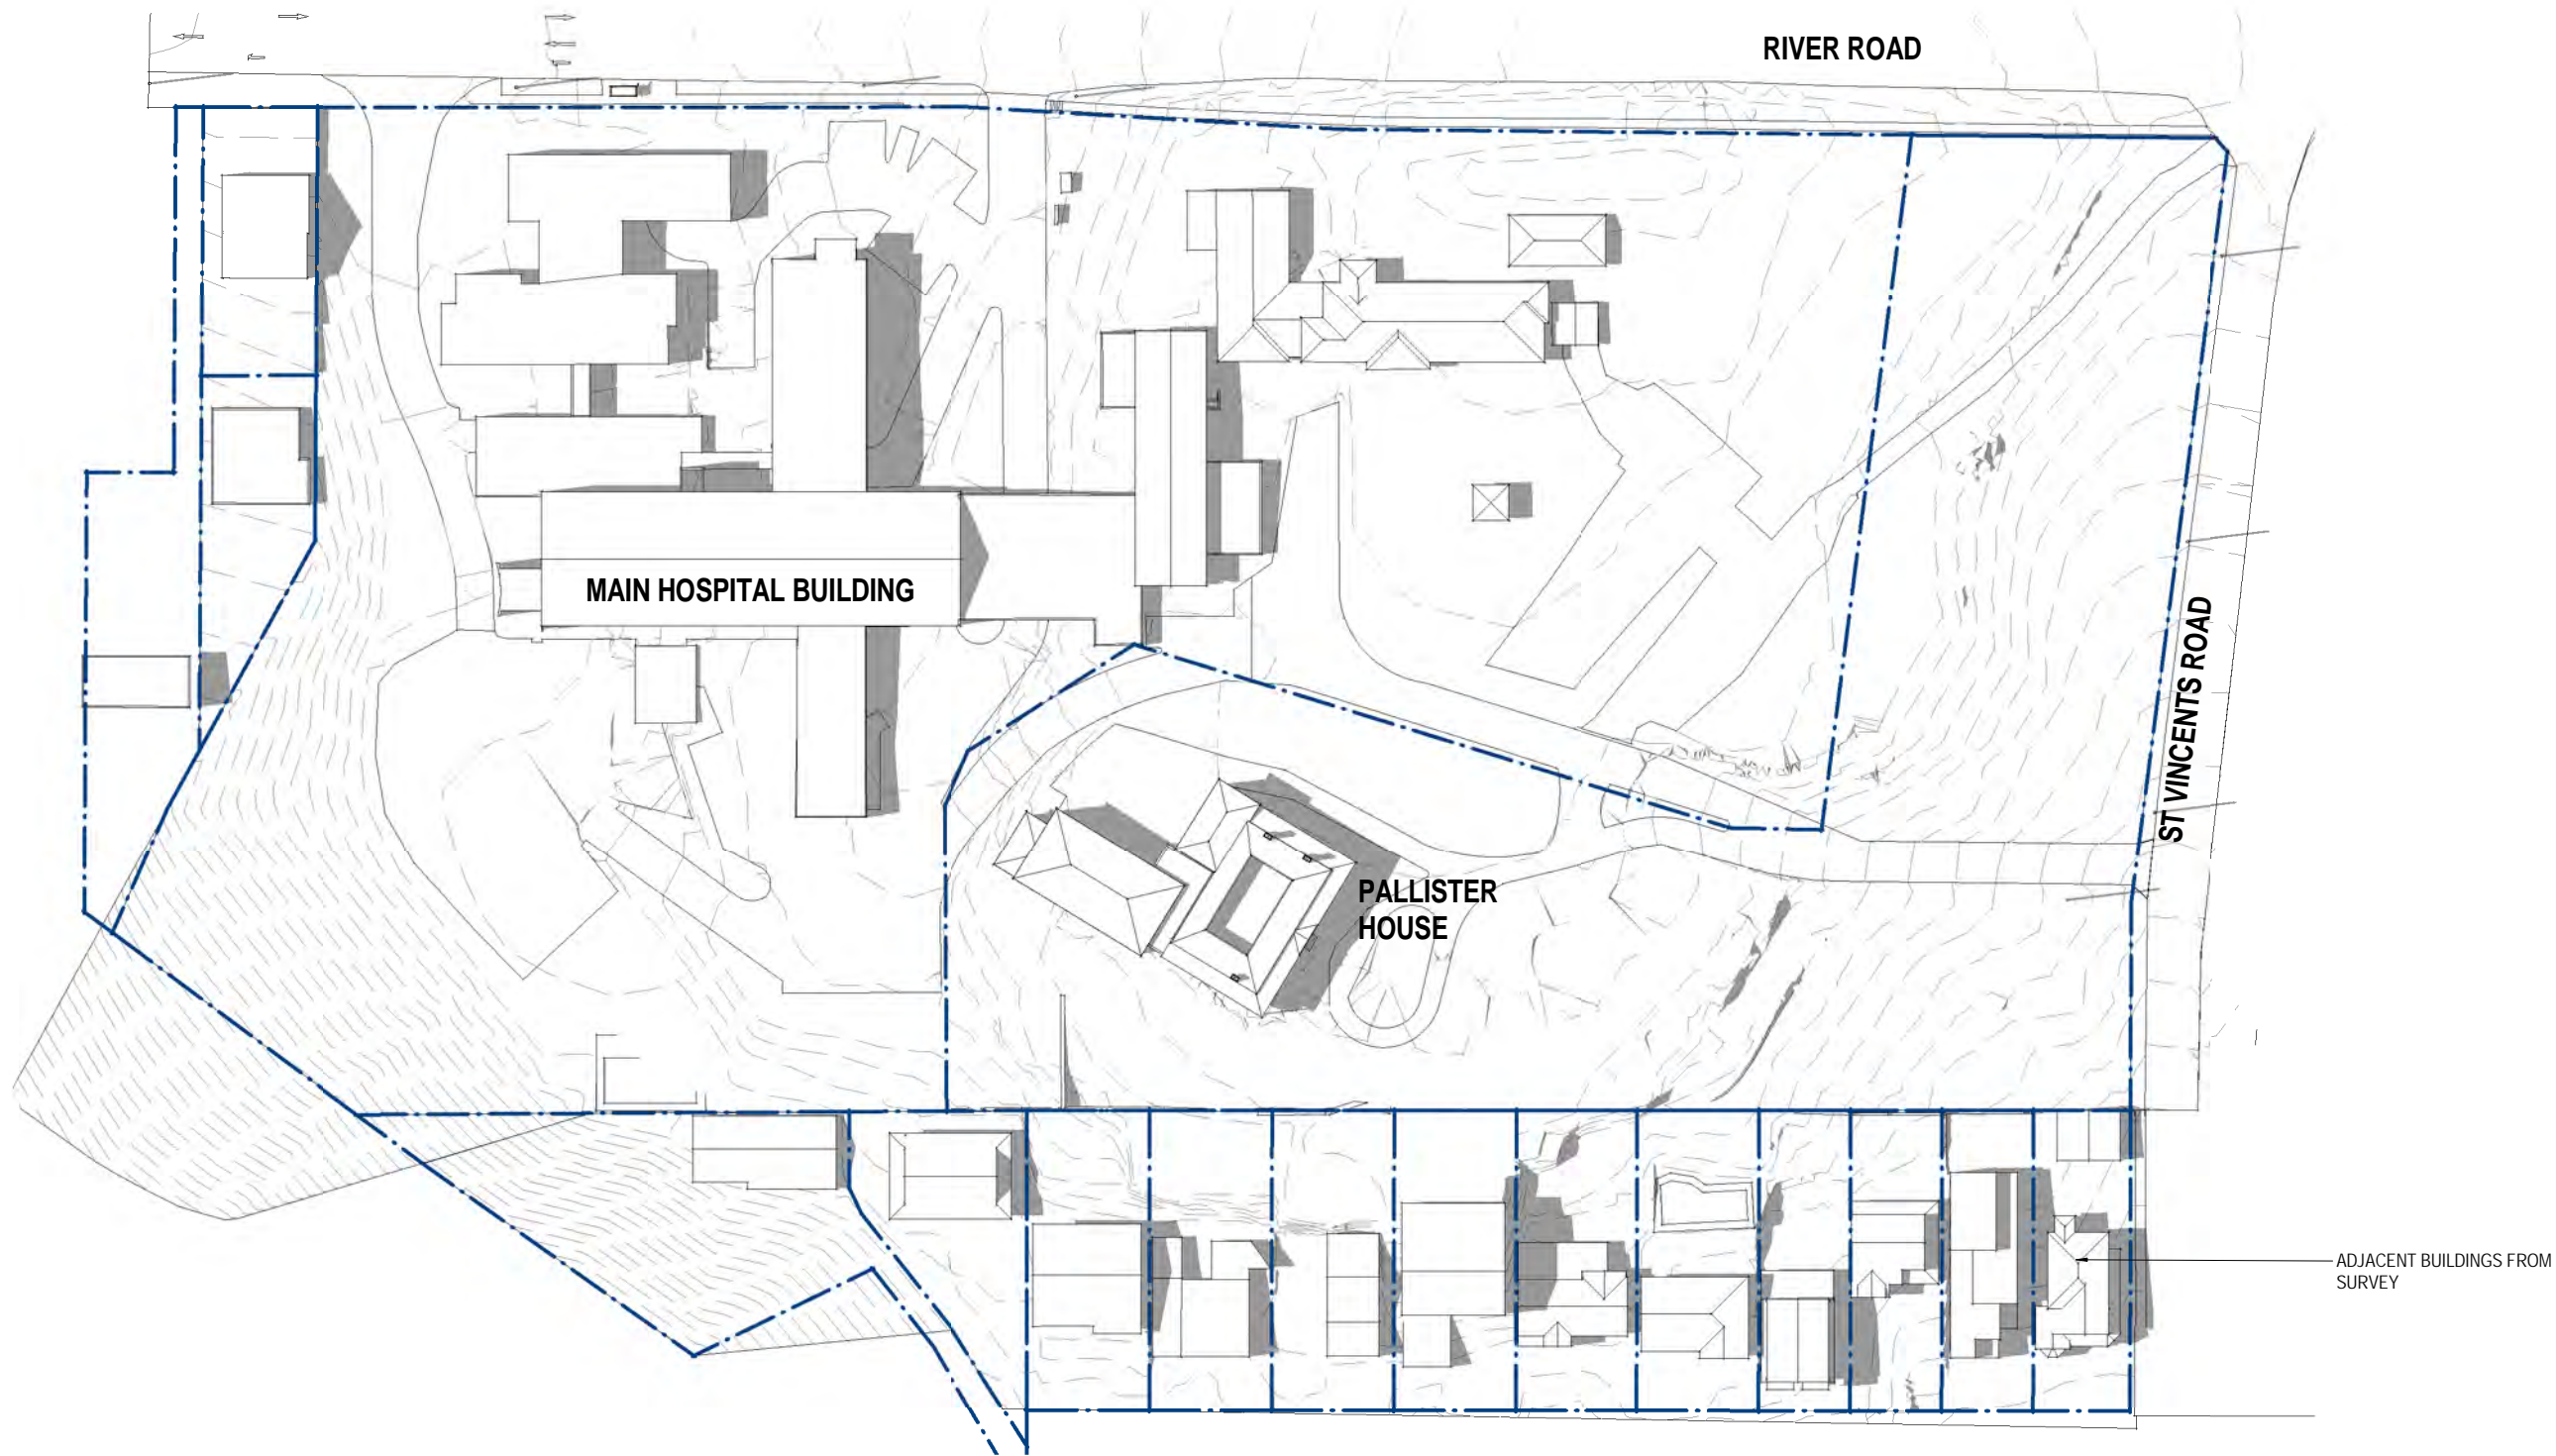 RIVER ROAD
MAIN HOSPITAL BUILDING
ST VINCENTS ROAD
PALLISTER
HOUSE
ADJACENT BUILDINGS FROM
SURVEY